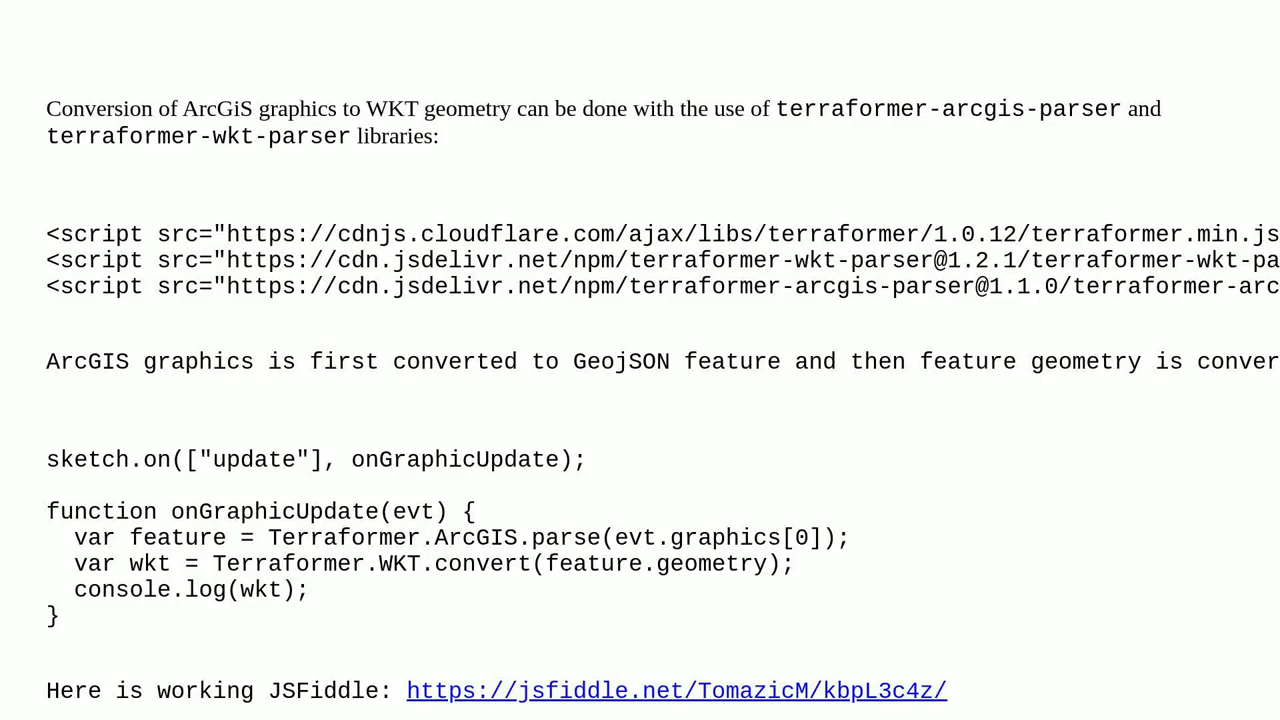 Conversion of ArcGiS graphics to WKT geometry can be done with the use of terraformer-arcgis-parser and
terraformer-wkt-parser libraries:
<script src="https://cdnjs.cloudflare.com/ajax/libs/terraformer/1.0.12/terraformer.min.js
<script src="https://cdn.jsdelivr.net/npm/terraformer-wkt-parser@1.2.1/terraformer-wkt-pa
<script src="https://cdn.jsdelivr.net/npm/terraformer-arcgis-parser@1.1.0/terraformer-arc
ArcGIS graphics is first converted to GeojSON feature and then feature geometry is conver
sketch.on(["update"], onGraphicUpdate);
function onGraphicUpdate(evt) {
  var feature = Terraformer.ArcGIS.parse(evt.graphics[0]);
  var wkt = Terraformer.WKT.convert(feature.geometry);
  console.log(wkt);
}
Here is working JSFiddle: https://jsfiddle.net/TomazicM/kbpL3c4z/